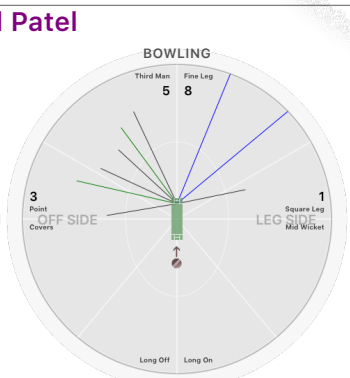 Patel
BOWLING
Third Man Fine Leg
5 8
3 1
Point Square Leg
OFF SIDE LEG SIDE
Covers Mid Wicket
Long Off Long On